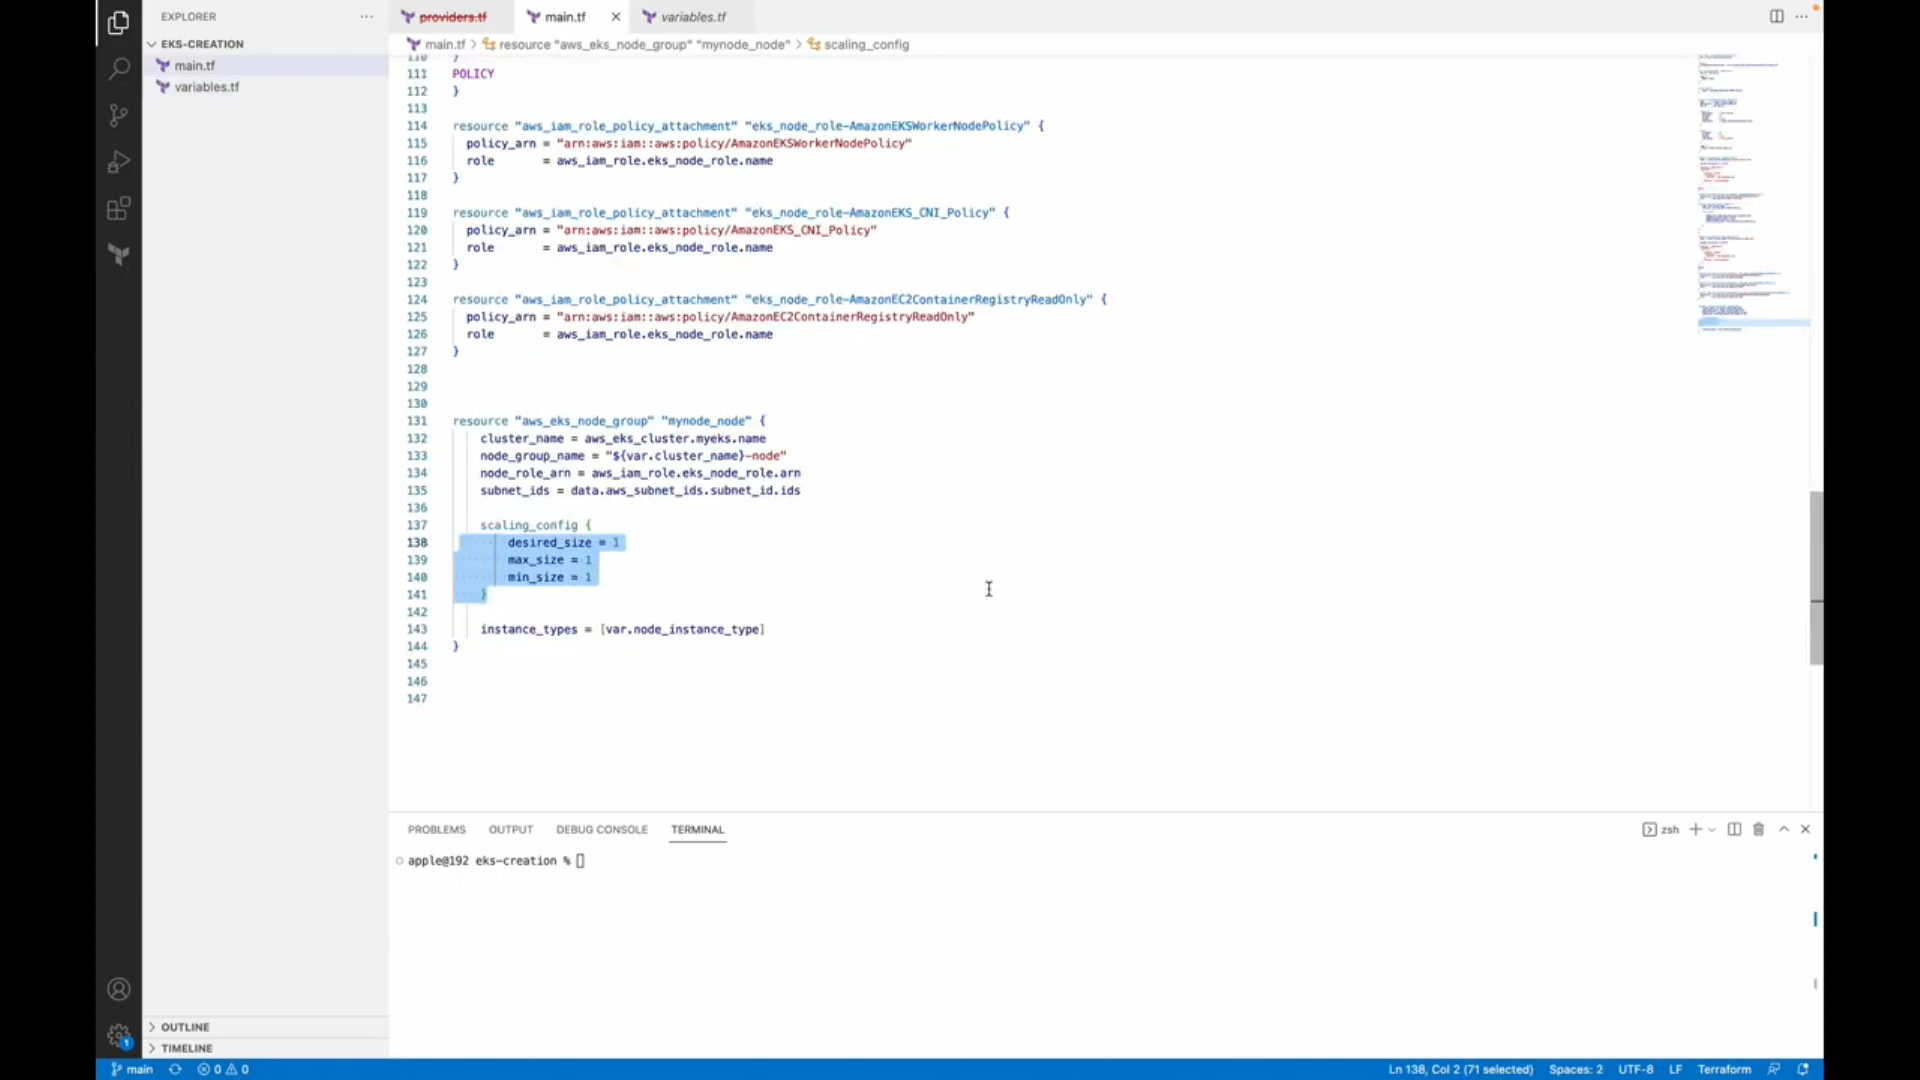 EXPLORER
EKS-CREATION
main.tf
variables.tf
OUTLINE
TIMELINE
providers.tf main.tf variables.tf
main.tf > resource "aws_eks_node_group" "mynode_node" > scaling_config
110 }
111 POLICY
112 }
113
114 resource "aws_iam_role_policy_attachment" "eks_node_role-AmazonEKSWorkerNodePolicy" {
115 policy_arn = "arn:aws:iam::aws:policy/AmazonEKSWorkerNodePolicy"
116 role       = aws_iam_role.eks_node_role.name
117 }
118
119 resource "aws_iam_role_policy_attachment" "eks_node_role-AmazonEKS_CNI_Policy" {
120 policy_arn = "arn:aws:iam::aws:policy/AmazonEKS_CNI_Policy"
121 role       = aws_iam_role.eks_node_role.name
122 }
123
124 resource "aws_iam_role_policy_attachment" "eks_node_role-AmazonEC2ContainerRegistryReadOnly" {
125 policy_arn = "arn:aws:iam::aws:policy/AmazonEC2ContainerRegistryReadOnly"
126 role       = aws_iam_role.eks_node_role.name
127 }
128
129
130
131 resource "aws_eks_node_group" "mynode_node" {
132 cluster_name = aws_eks_cluster.myeks.name
133 node_group_name = "${var.cluster_name}-node"
134 node_role_arn = aws_iam_role.eks_node_role.arn
135 subnet_ids = data.aws_subnet_ids.subnet_id.ids
136
137 scaling_config {
138 desired_size = 1
139 max_size = 1
140 min_size = 1
141 }
142
143 instance_types = [var.node_instance_type]
144 }
145
146
147
PROBLEMS OUTPUT DEBUG CONSOLE TERMINAL
zsh
apple@192 eks-creation %
1
main 0 0 Ln 138, Col 2 (71 selected) Spaces: 2 UTF-8 LF Terraform